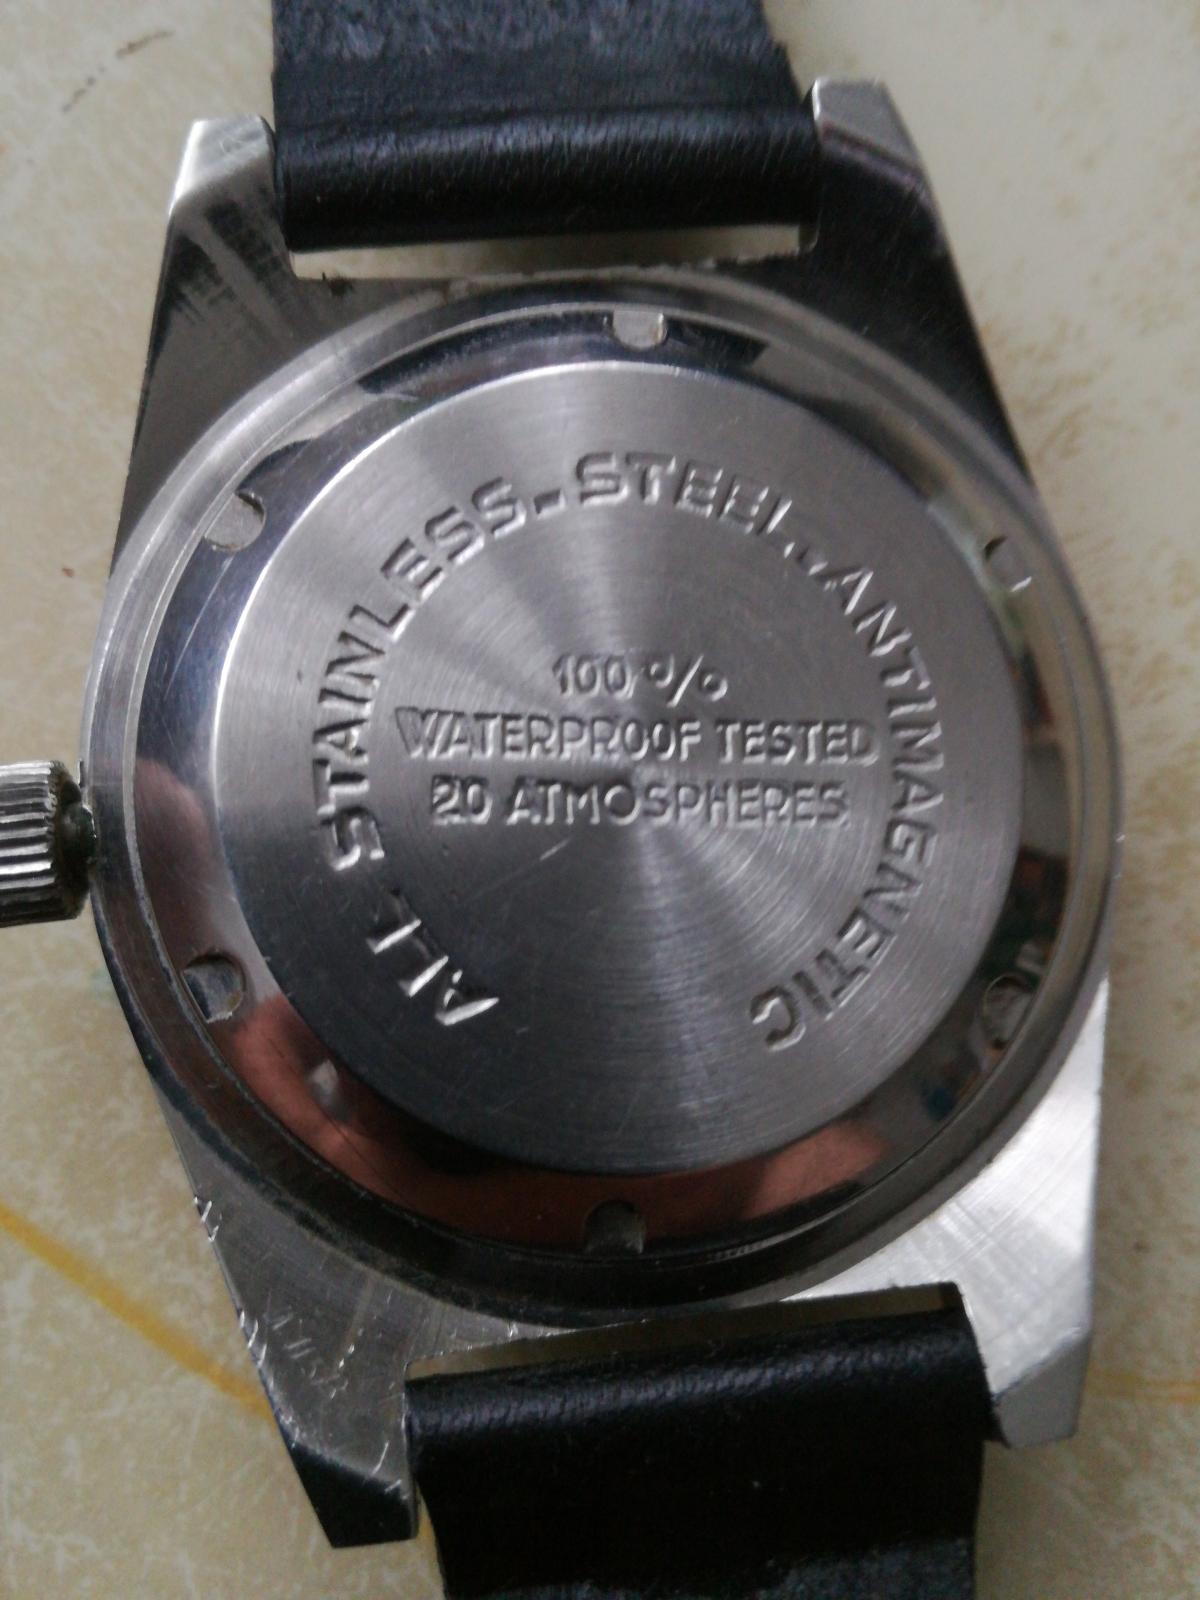 ALL STAINLESS-STEEL-ANTIMAGNETIC
100%
WATERPROOF TESTED
20 ATMOSPHERES